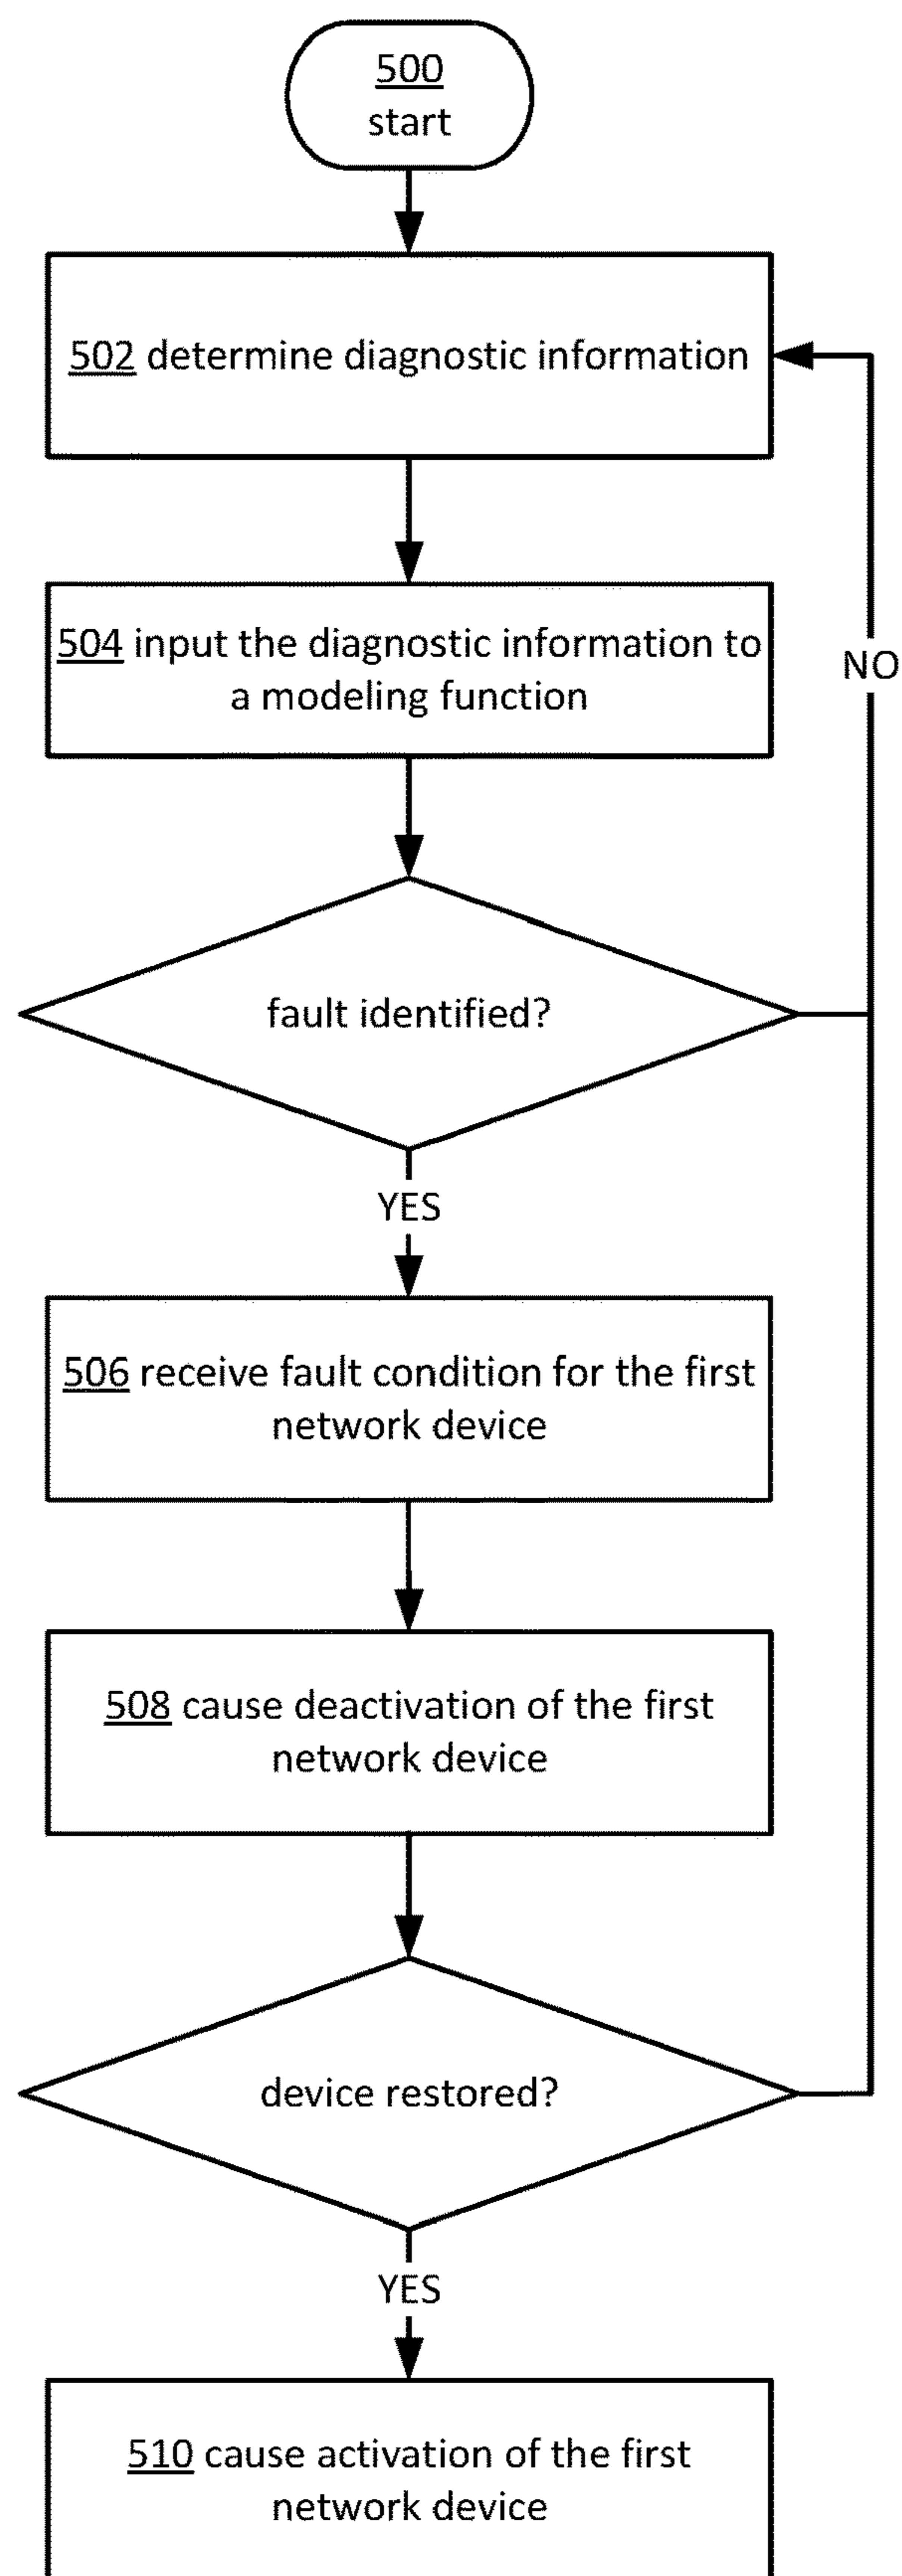 500
start
502 determine diagnostic information
504 input the diagnostic information to
a modeling function
NO
fault identified?
YES
506 receive fault condition for the first
network device
508 cause deactivation of the first
network device
device restored?
YES
510 cause activation of the first
network device